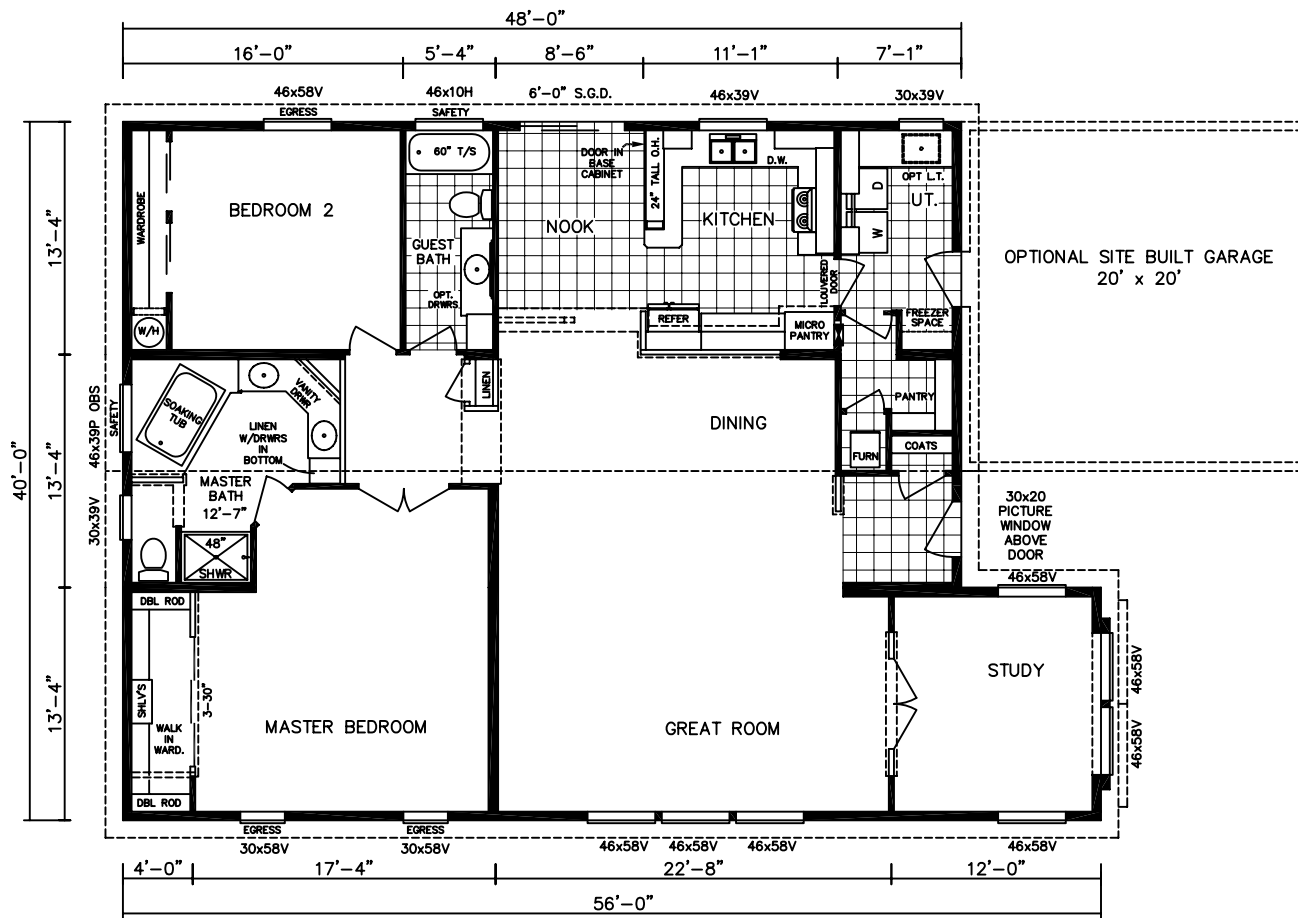 48'-0"
16'-0"
5'-4"
8'-6"
11'-1"
7'-1"
46x58V
46x10H
6'-0" S.G.D.
46x39V
30x39V
EGRESS
SAFETY
60" T/S
DOOR IN
BASE
CABINET
24" TALL O.H.
D.W.
OPT L.T.
UT.
D
W
WARDROBE
BEDROOM 2
GUEST
BATH
OPT.
DRWRS.
NOOK
KITCHEN
LOUVERED
DOOR
OPTIONAL SITE BUILT GARAGE
20' x 20'
W/H
REFER
MICRO
PANTRY
FREEZER
SPACE
13'-4"
13'-4"
13'-4"
40'-0"
46x39P OBS
SAFETY
30x39V
SOAKING
TUB
VANITY
DRWR
LINEN
W/DRWRS
IN
BOTTOM
LINEN
MASTER
BATH
12'-7"
48"
SHWR
DINING
PANTRY
FURN
COATS
30x20
PICTURE
WINDOW
ABOVE
DOOR
46x58V
DBL ROD
SHLV'S
3-30"
WALK
IN
WARD.
DBL ROD
MASTER BEDROOM
GREAT ROOM
STUDY
46x58V
46x58V
EGRESS
30x58V
EGRESS
30x58V
46x58V
46x58V
46x58V
46x58V
4'-0"
17'-4"
22'-8"
12'-0"
56'-0"